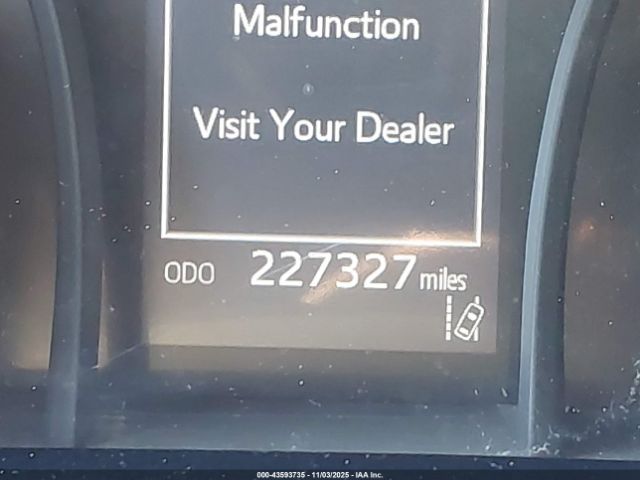 Malfunction
Visit Your Dealer
ODO 227327 miles
000-43593735 - 11/03/2025 - IAA Inc.